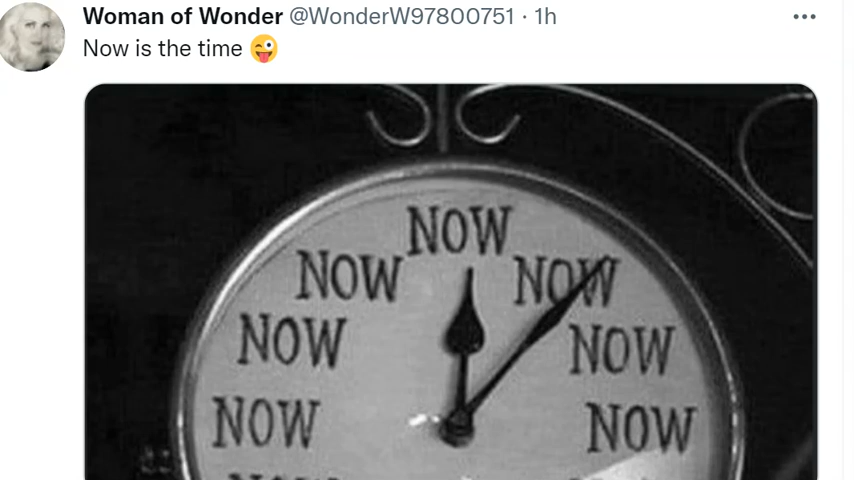 Woman of Wonder @WonderW97800751 · 1h
Now is the time 😜
NOW
NOW NOW
NOW NOW
NOW NOW